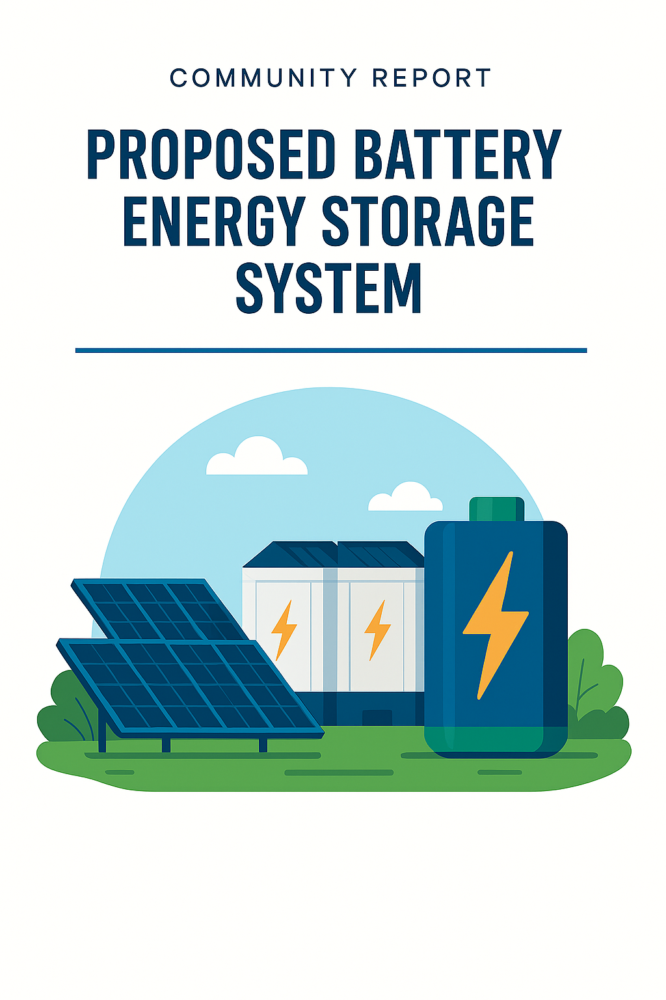 COMMUNITY REPORT
PROPOSED BATTERY
ENERGY STORAGE
SYSTEM